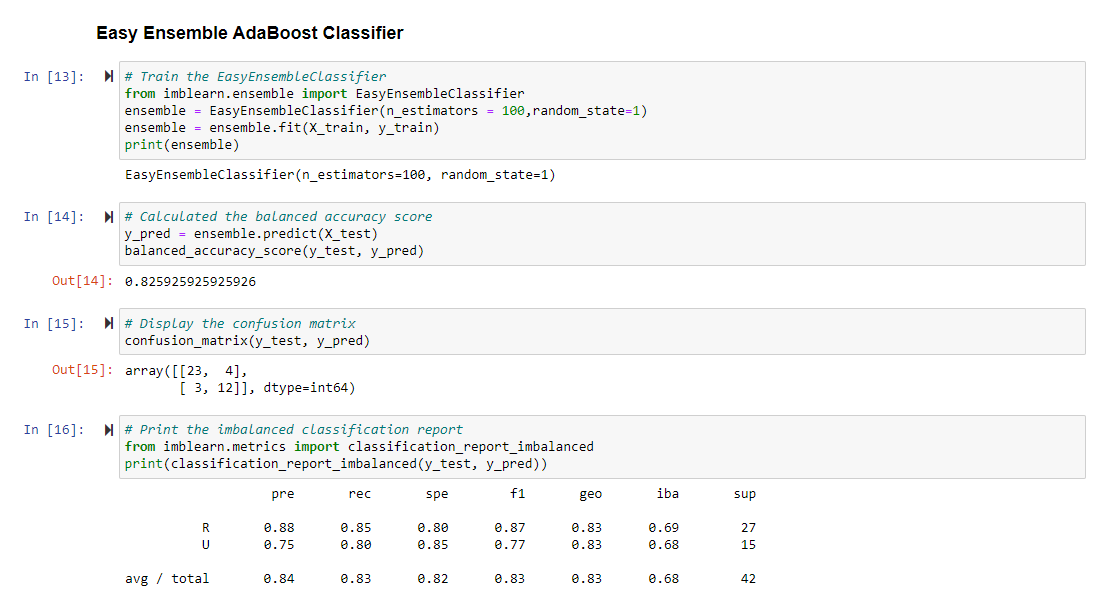 Easy Ensemble AdaBoost Classifier
In [13]: # Train the EasyEnsembleClassifier
from imblearn.ensemble import EasyEnsembleClassifier
ensemble = EasyEnsembleClassifier(n_estimators = 100,random_state=1)
ensemble = ensemble.fit(X_train, y_train)
print(ensemble)
EasyEnsembleClassifier(n_estimators=100, random_state=1)
In [14]: # Calculated the balanced accuracy score
y_pred = ensemble.predict(X_test)
balanced_accuracy_score(y_test, y_pred)
Out[14]: 0.825925925925926
In [15]: # Display the confusion matrix
confusion_matrix(y_test, y_pred)
Out[15]: array([[23,  4],
       [ 3, 12]], dtype=int64)
In [16]: # Print the imbalanced classification report
from imblearn.metrics import classification_report_imbalanced
print(classification_report_imbalanced(y_test, y_pred))
pre rec spe f1 geo iba sup
R 0.88 0.85 0.80 0.87 0.83 0.69 27
U 0.75 0.80 0.85 0.77 0.83 0.68 15
avg / total 0.84 0.83 0.82 0.83 0.83 0.68 42